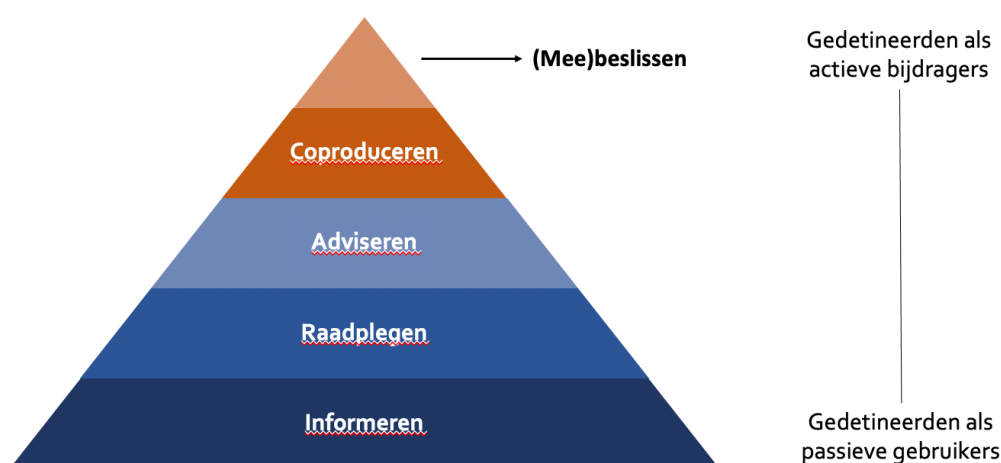 (Mee)beslissen
Gedetineerden als
actieve bijdragers
Coproduceren
Adviseren
Raadplegen
Informeren
Gedetineerden als
passieve gebruikers